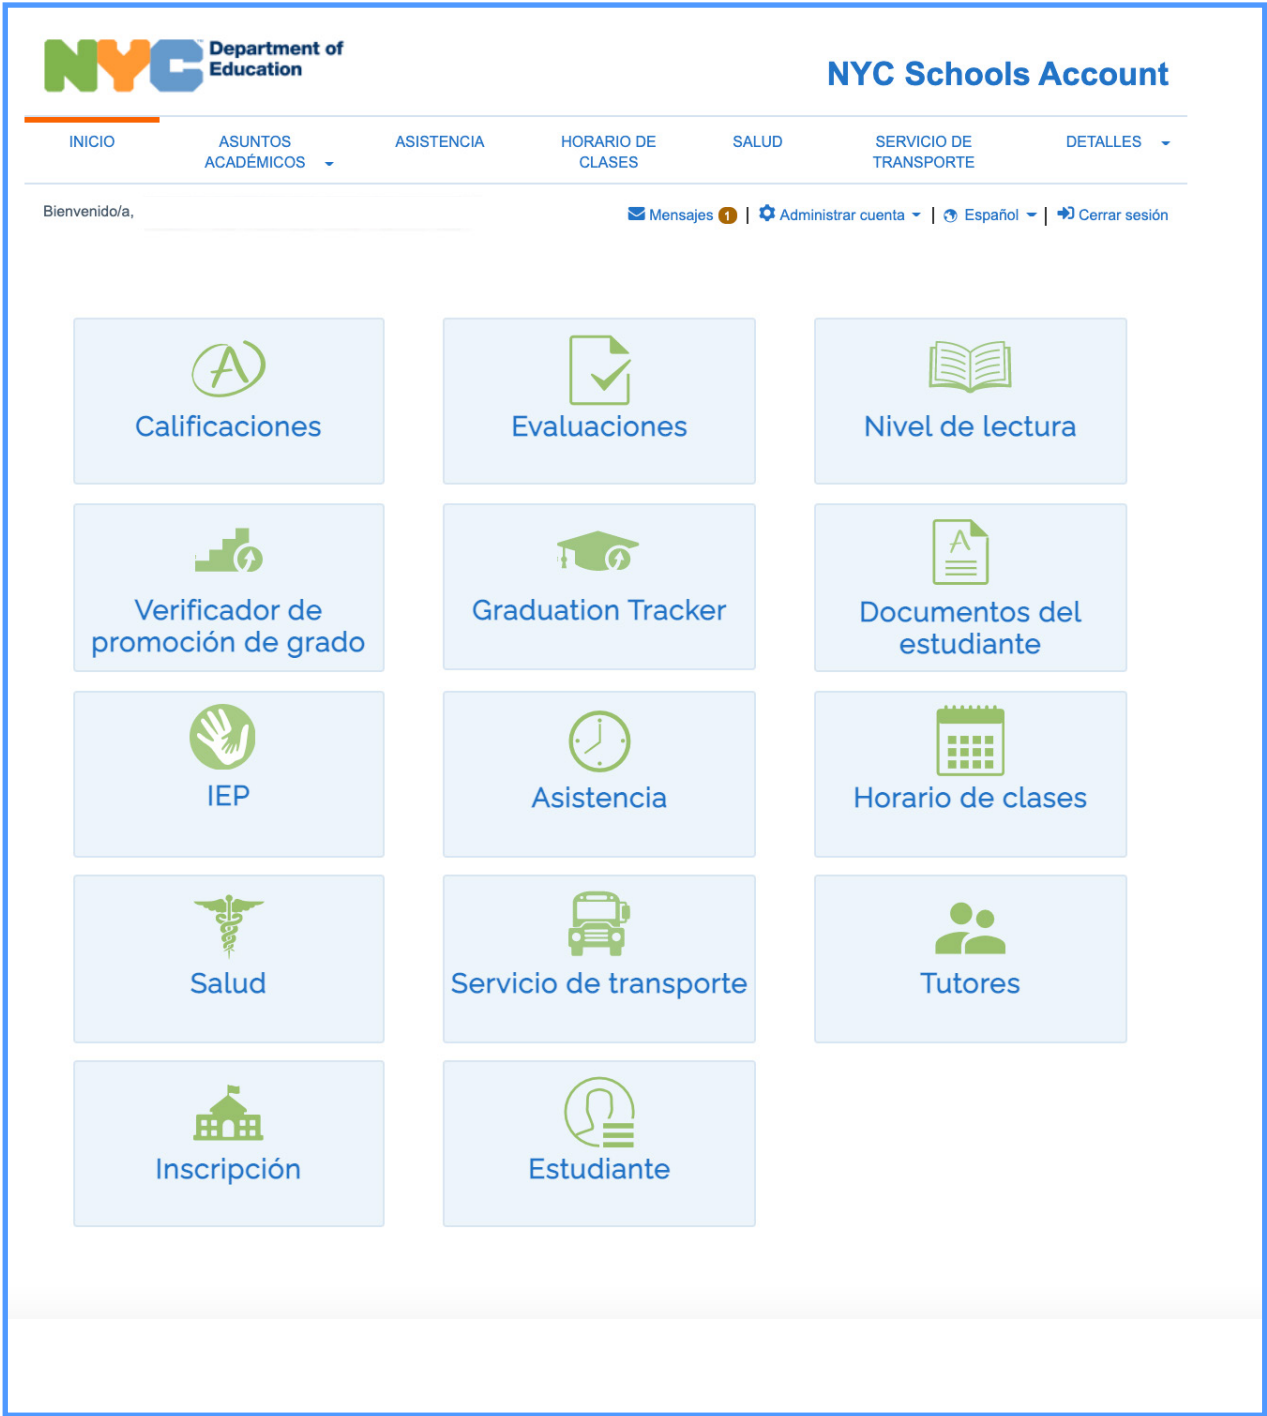 NYC Department of
Education
NYC Schools Account
INICIO
ASUNTOS
ACADÉMICOS
ASISTENCIA
HORARIO DE
CLASES
SALUD
SERVICIO DE
TRANSPORTE
DETALLES
Bienvenido/a,
Mensajes 1 | Administrar cuenta | Español | Cerrar sesión
Calificaciones
Evaluaciones
Nivel de lectura
Verificador de
promoción de grado
Graduation Tracker
Documentos del
estudiante
IEP
Asistencia
Horario de clases
Salud
Servicio de transporte
Tutores
Inscripción
Estudiante